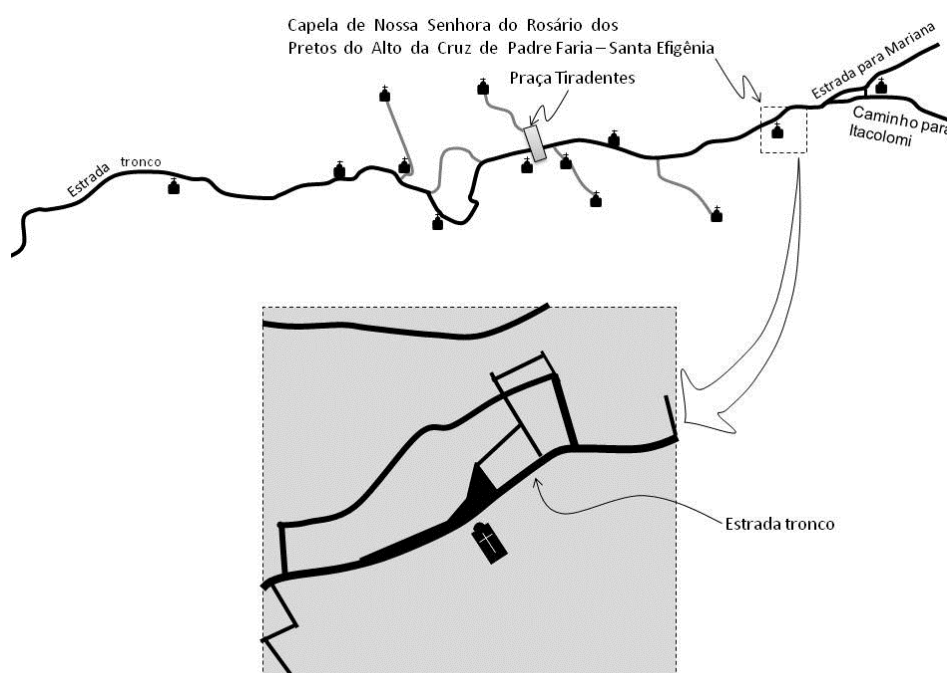 Capela de Nossa Senhora do Rosário dos
Pretos do Alto da Cruz de Padre Faria – Santa Efigênia
Praça Tiradentes
Estrada para Mariana
Caminho para
Itacolomi
Estrada tronco
Estrada tronco